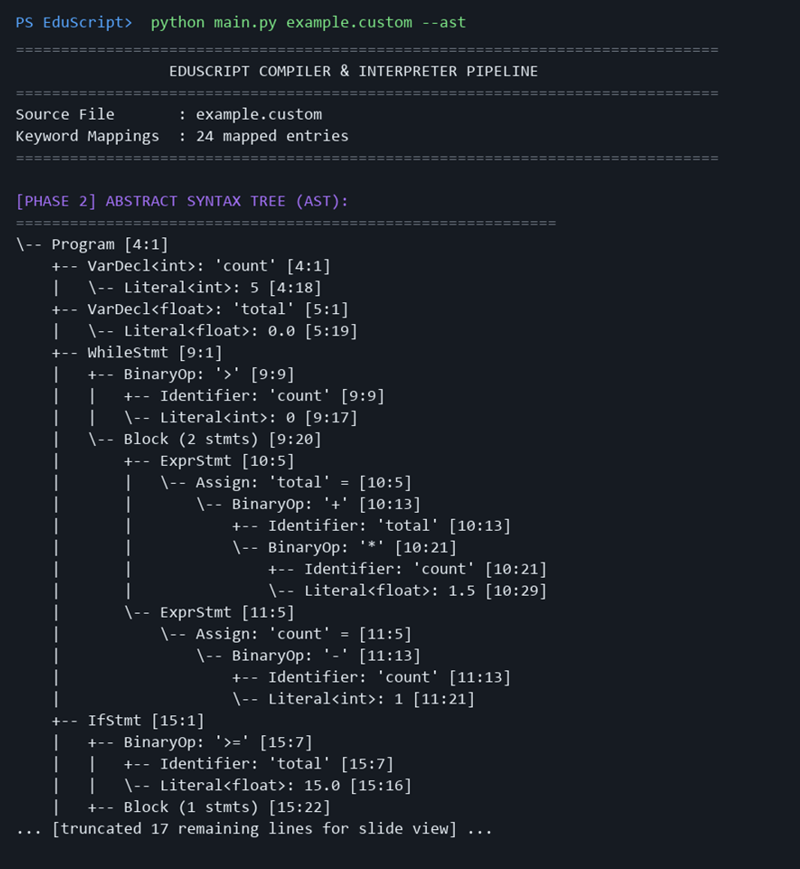 PS EduScript>  python main.py example.custom --ast
==============================================================================
                 EDUSCRIPT COMPILER & INTERPRETER PIPELINE
==============================================================================
Source File       : example.custom
Keyword Mappings  : 24 mapped entries
==============================================================================
[PHASE 2] ABSTRACT SYNTAX TREE (AST):
============================================================
\-- Program [4:1]
    +-- VarDecl<int>: 'count' [4:1]
    |   \-- Literal<int>: 5 [4:18]
    +-- VarDecl<float>: 'total' [5:1]
    |   \-- Literal<float>: 0.0 [5:19]
    +-- WhileStmt [9:1]
    |   +-- BinaryOp: '>' [9:9]
    |   |   +-- Identifier: 'count' [9:9]
    |   |   \-- Literal<int>: 0 [9:17]
    |   \-- Block (2 stmts) [9:20]
    |       +-- ExprStmt [10:5]
    |       |   \-- Assign: 'total' = [10:5]
    |       |       \-- BinaryOp: '+' [10:13]
    |       |           +-- Identifier: 'total' [10:13]
    |       |           \-- BinaryOp: '*' [10:21]
    |       |               +-- Identifier: 'count' [10:21]
    |       |               \-- Literal<float>: 1.5 [10:29]
    |       \-- ExprStmt [11:5]
    |           \-- Assign: 'count' = [11:5]
    |               \-- BinaryOp: '-' [11:13]
    |                   +-- Identifier: 'count' [11:13]
    |                   \-- Literal<int>: 1 [11:21]
    +-- IfStmt [15:1]
    |   +-- BinaryOp: '>=' [15:7]
    |   |   +-- Identifier: 'total' [15:7]
    |   |   \-- Literal<float>: 15.0 [15:16]
    |   +-- Block (1 stmts) [15:22]
... [truncated 17 remaining lines for slide view] ...